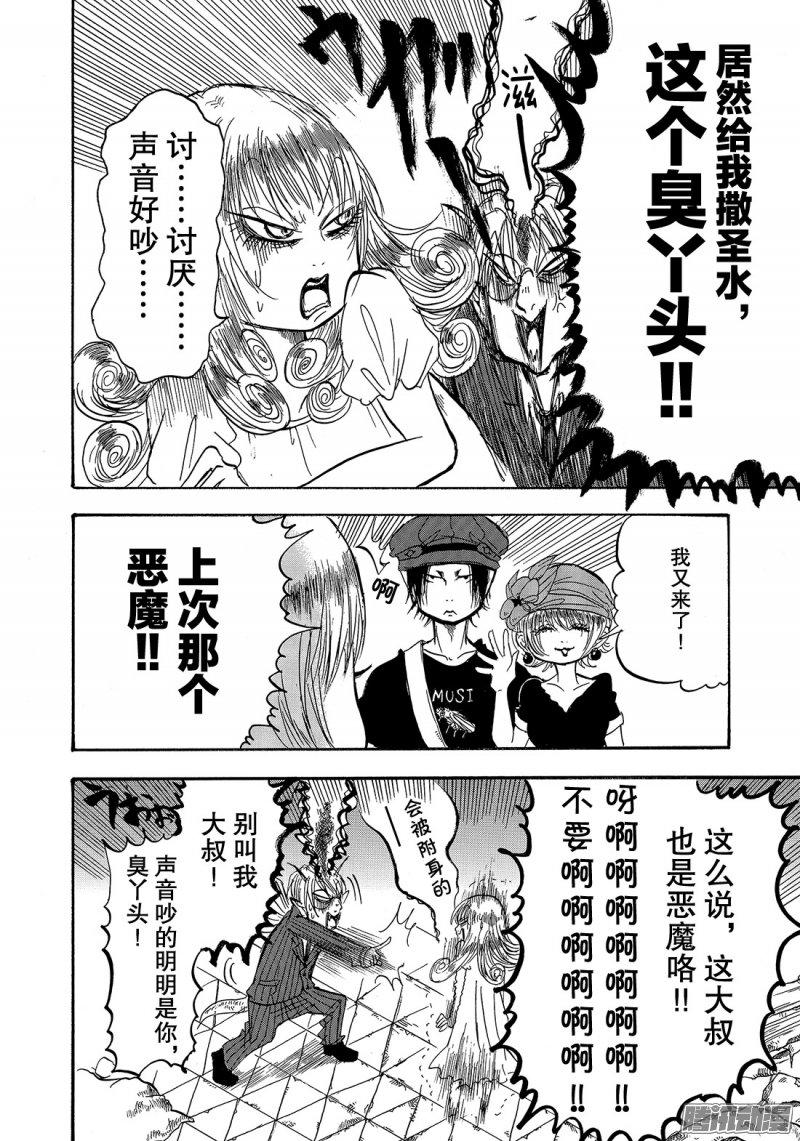 居然给我撒圣水，
这个臭丫头!!
滋
讨……讨厌……
声音好吵……
我又来了！
啊
MUSI
上次那个
恶魔!!
这么说，这大叔
也是恶魔咯!!
呀啊啊啊啊啊啊!!
不要啊啊啊啊啊啊!!
会被附身的
别叫我
大叔！
声音吵的明明是你，
臭丫头！
うおおお
腾讯动漫